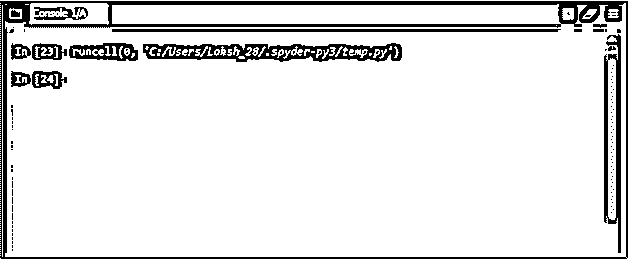 Console 1/A
In [23]: runcell(0, 'C:/Users/Loksh_28/.spyder-py3/temp.py')
In [24]: